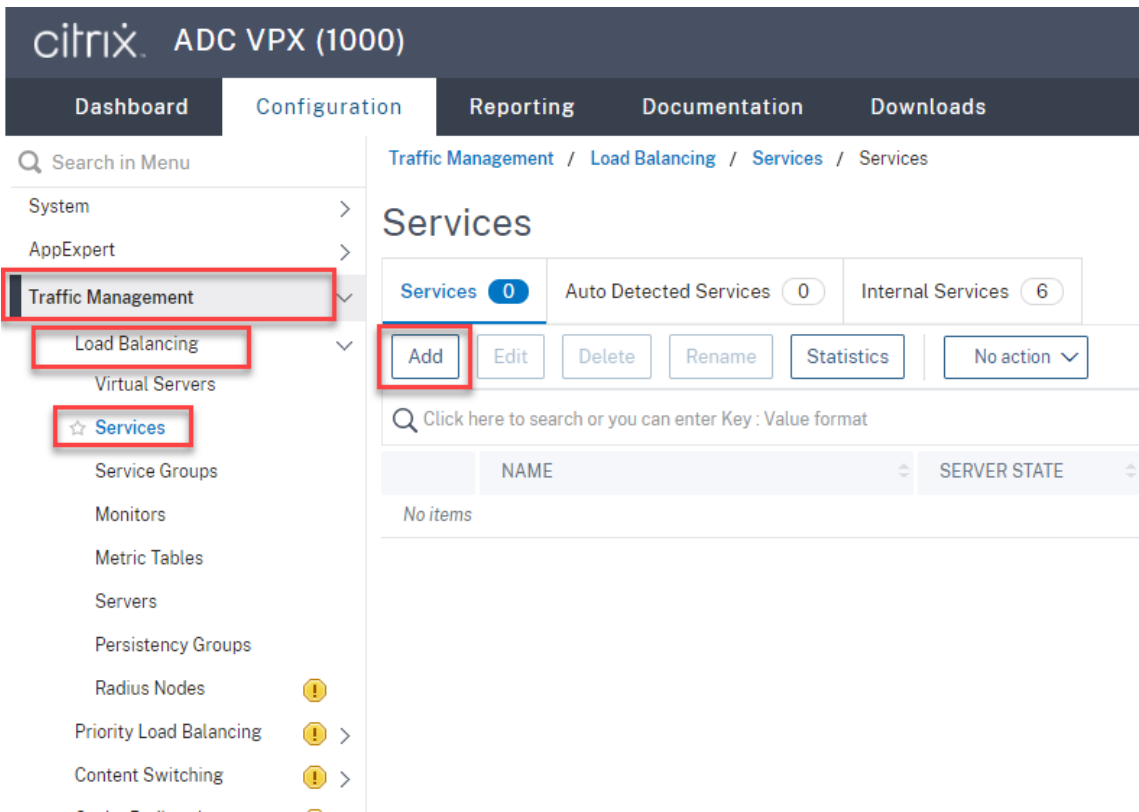 citrix. ADC VPX (1000)
Dashboard Configuration Reporting Documentation Downloads
Search in Menu
System
AppExpert
Traffic Management
Load Balancing
Virtual Servers
Services
Service Groups
Monitors
Metric Tables
Servers
Persistency Groups
Radius Nodes
Priority Load Balancing
Content Switching
Traffic Management / Load Balancing / Services / Services
Services
Services 0 Auto Detected Services 0 Internal Services 6
Add Edit Delete Rename Statistics No action
Click here to search or you can enter Key : Value format
NAME SERVER STATE
No items